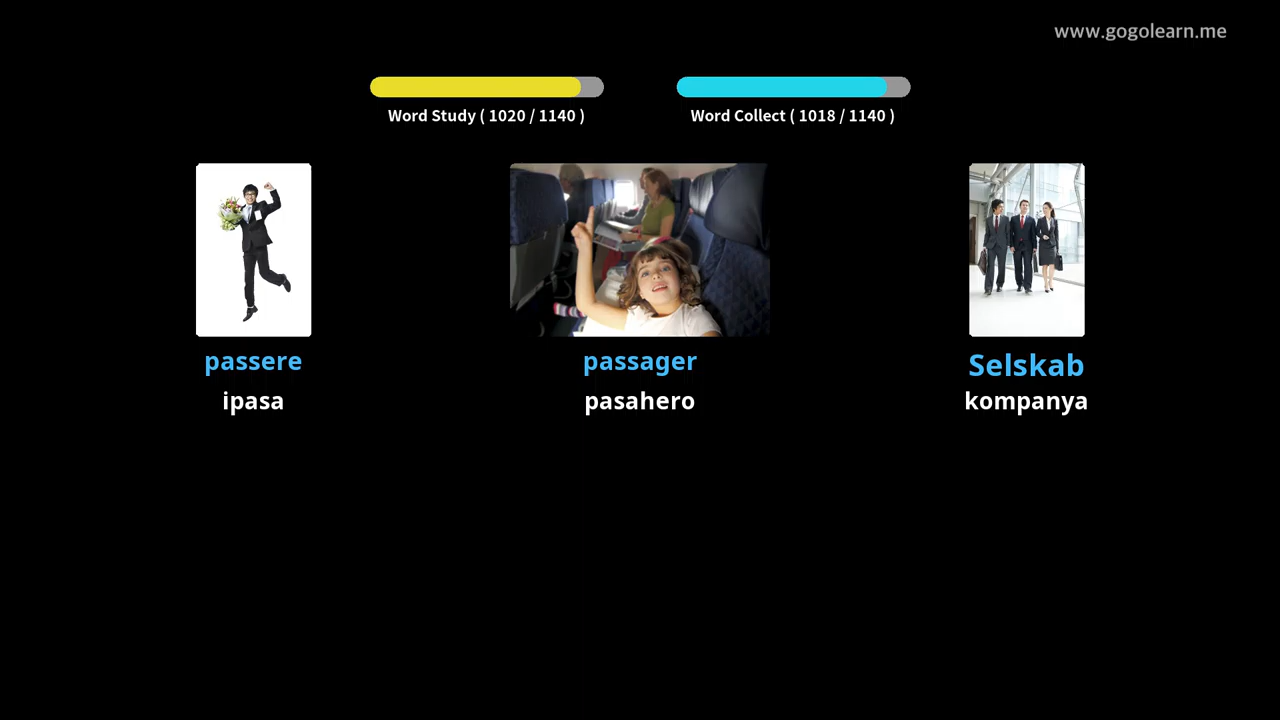 www.gogolearn.me
Word Study ( 1020 / 1140 )
Word Collect ( 1018 / 1140 )
passere
ipasa
passager
pasahero
Selskab
kompanya